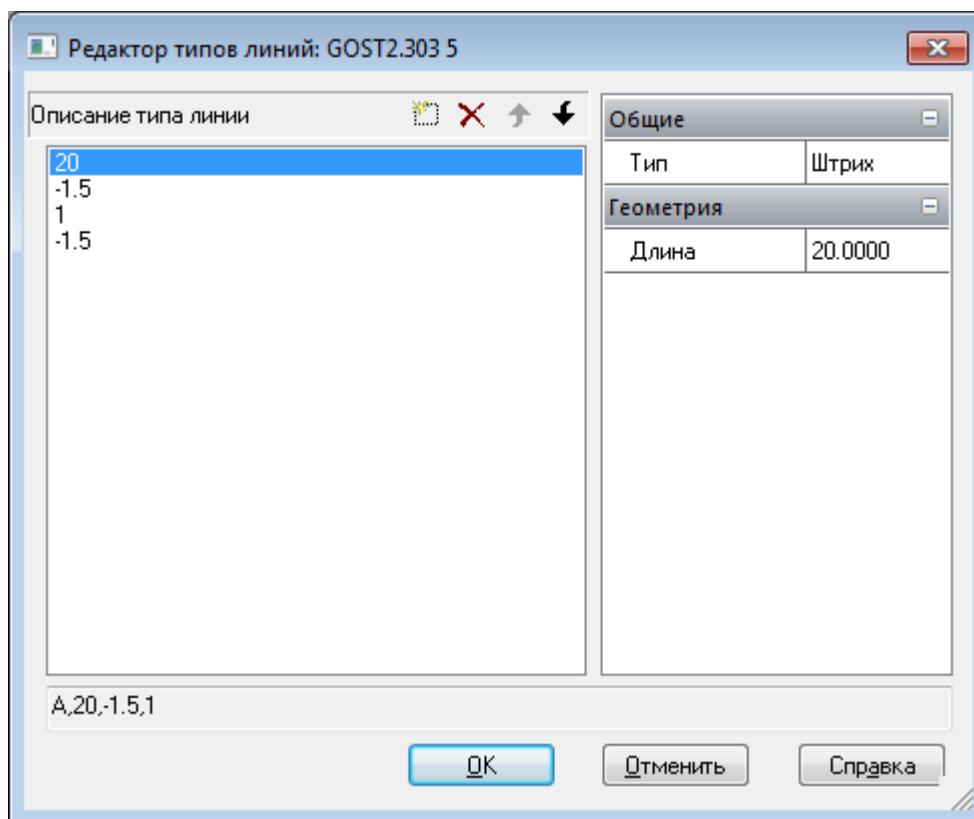 Редактор типов линий: GOST2.303 5
Описание типа линии
20
-1.5
1
-1.5
Общие
Тип Штрих
Геометрия
Длина 20.0000
A,20,-1.5,1
OK Отменить Справка